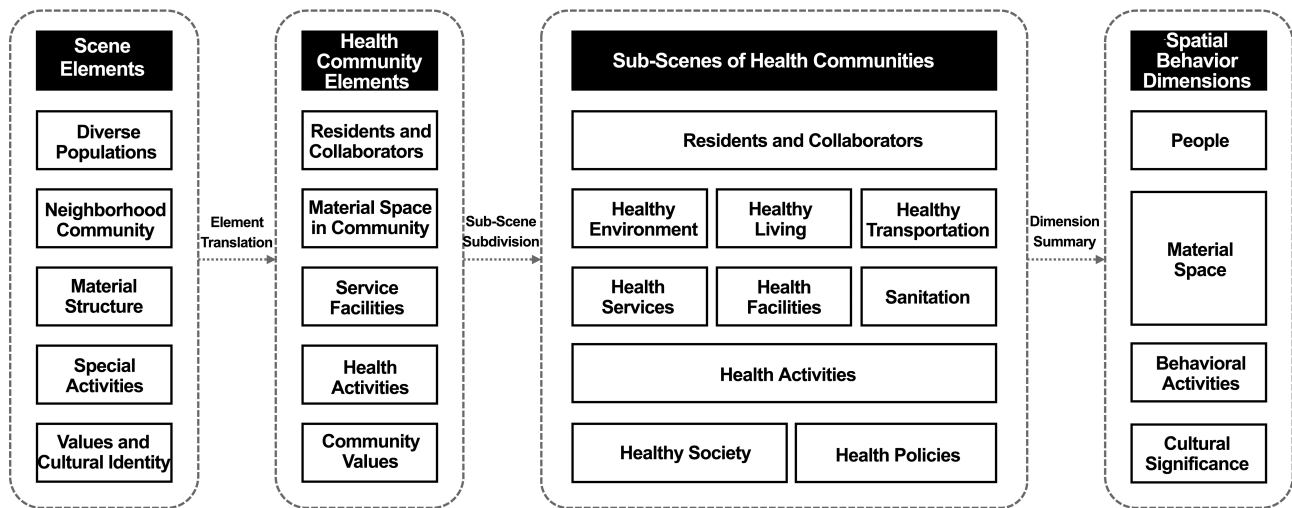 Scene
Elements
Diverse
Populations
Neighborhood
Community
Material
Structure
Special
Activities
Values and
Cultural Identity
Element
Translation
Health
Community
Elements
Residents and
Collaborators
Material Space
in Community
Service
Facilities
Health
Activities
Community
Values
Sub-Scene
Subdivision
Sub-Scenes of Health Communities
Residents and Collaborators
Healthy
Environment
Healthy
Living
Healthy
Transportation
Health
Services
Health
Facilities
Sanitation
Health Activities
Healthy Society
Health Policies
Dimension
Summary
Spatial
Behavior
Dimensions
People
Material
Space
Behavioral
Activities
Cultural
Significance